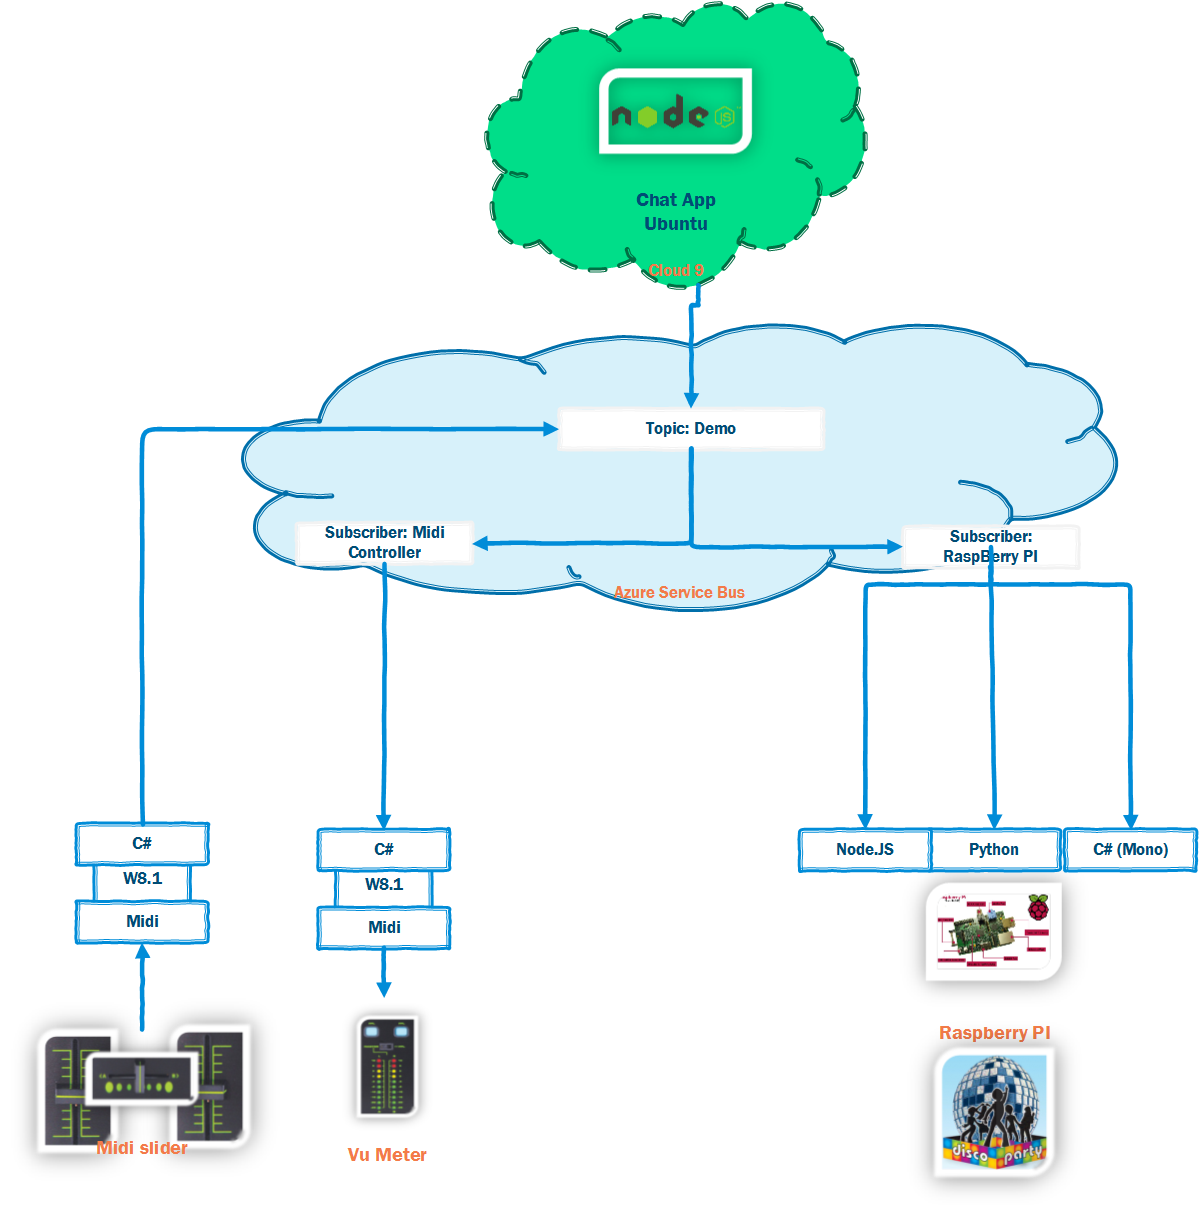 node
JS
Chat App
Ubuntu
Cloud 9
Topic: Demo
Subscriber: Midi
Controller
Subscriber:
RaspBerry PI
Azure Service Bus
C#
W8.1
Midi
C#
W8.1
Midi
Node.JS
Python
C# (Mono)
Raspberry PI
disco party
Midi slider
Vu Meter